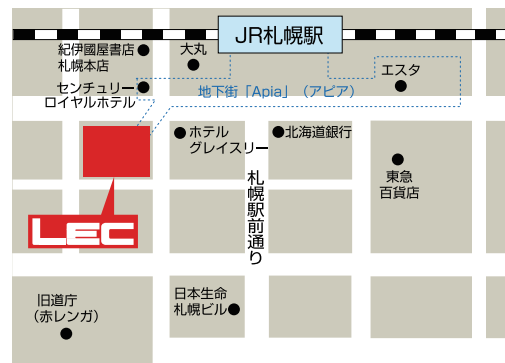 JR札幌駅
紀伊國屋書店
札幌本店
大丸
センチュリー
ロイヤルホテル
エスタ
地下街「Apia」（アピア）
ホテル
グレイスリー
北海道銀行
東急
百貨店
札幌駅前通り
LEC
旧道庁
（赤レンガ）
日本生命
札幌ビル